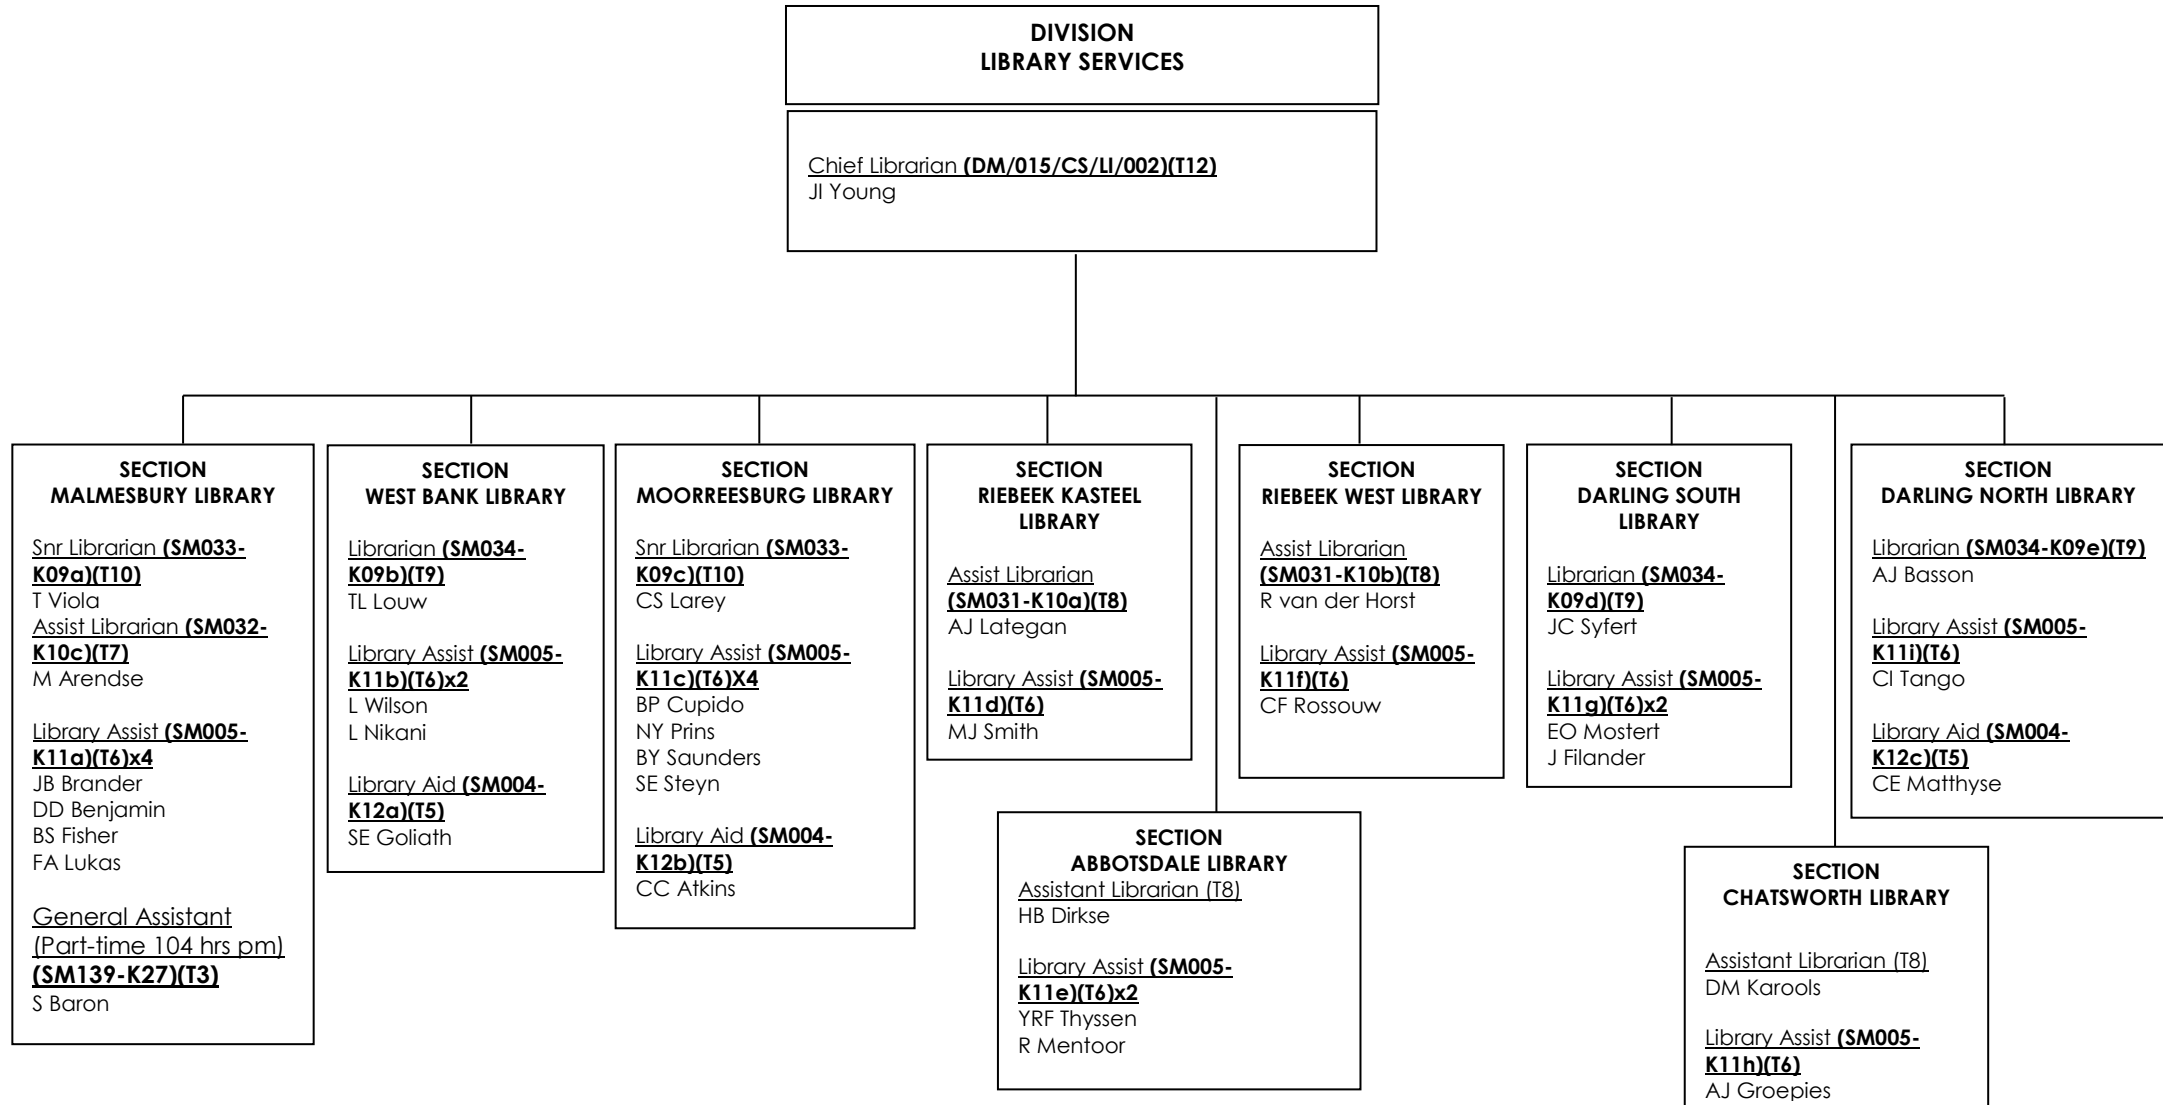 DIVISION
LIBRARY SERVICES
Chief Librarian (DM/015/CS/LI/002)(T12)
JI Young
SECTION
MALMESBURY LIBRARY
Snr Librarian (SM033-
K09a)(T10)
T Viola
Assist Librarian (SM032-
K10c)(T7)
M Arendse
Library Assist (SM005-
K11a)(T6)x4
JB Brander
DD Benjamin
BS Fisher
FA Lukas
General Assistant
(Part-time 104 hrs pm)
(SM139-K27)(T3)
S Baron
SECTION
WEST BANK LIBRARY
Librarian (SM034-
K09b)(T9)
TL Louw
Library Assist (SM005-
K11b)(T6)x2
L Wilson
L Nikani
Library Aid (SM004-
K12a)(T5)
SE Goliath
SECTION
MOORREESBURG LIBRARY
Snr Librarian (SM033-
K09c)(T10)
CS Larey
Library Assist (SM005-
K11c)(T6)X4
BP Cupido
NY Prins
BY Saunders
SE Steyn
Library Aid (SM004-
K12b)(T5)
CC Atkins
SECTION
RIEBEEK KASTEEL
LIBRARY
Assist Librarian
(SM031-K10a)(T8)
AJ Lategan
Library Assist (SM005-
K11d)(T6)
MJ Smith
SECTION
ABBOTSDALE LIBRARY
Assistant Librarian (T8)
HB Dirkse
Library Assist (SM005-
K11e)(T6)x2
YRF Thyssen
R Mentoor
SECTION
RIEBEEK WEST LIBRARY
Assist Librarian
(SM031-K10b)(T8)
R van der Horst
Library Assist (SM005-
K11f)(T6)
CF Rossouw
SECTION
DARLING SOUTH
LIBRARY
Librarian (SM034-
K09d)(T9)
JC Syfert
Library Assist (SM005-
K11g)(T6)x2
EO Mostert
J Filander
SECTION
CHATSWORTH LIBRARY
Assistant Librarian (T8)
DM Karools
Library Assist (SM005-
K11h)(T6)
AJ Groepies
SECTION
DARLING NORTH LIBRARY
Librarian (SM034-K09e)(T9)
AJ Basson
Library Assist (SM005-
K11i)(T6)
CI Tango
Library Aid (SM004-
K12c)(T5)
CE Matthyse